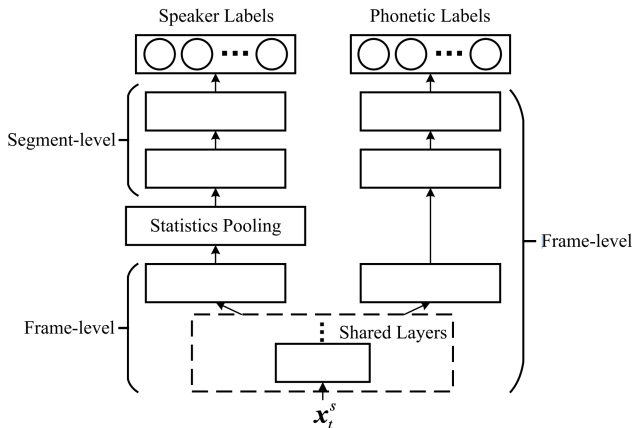 Speaker Labels
Phonetic Labels
Segment-level
Statistics Pooling
Frame-level
Frame-level
Shared Layers
x_t^s